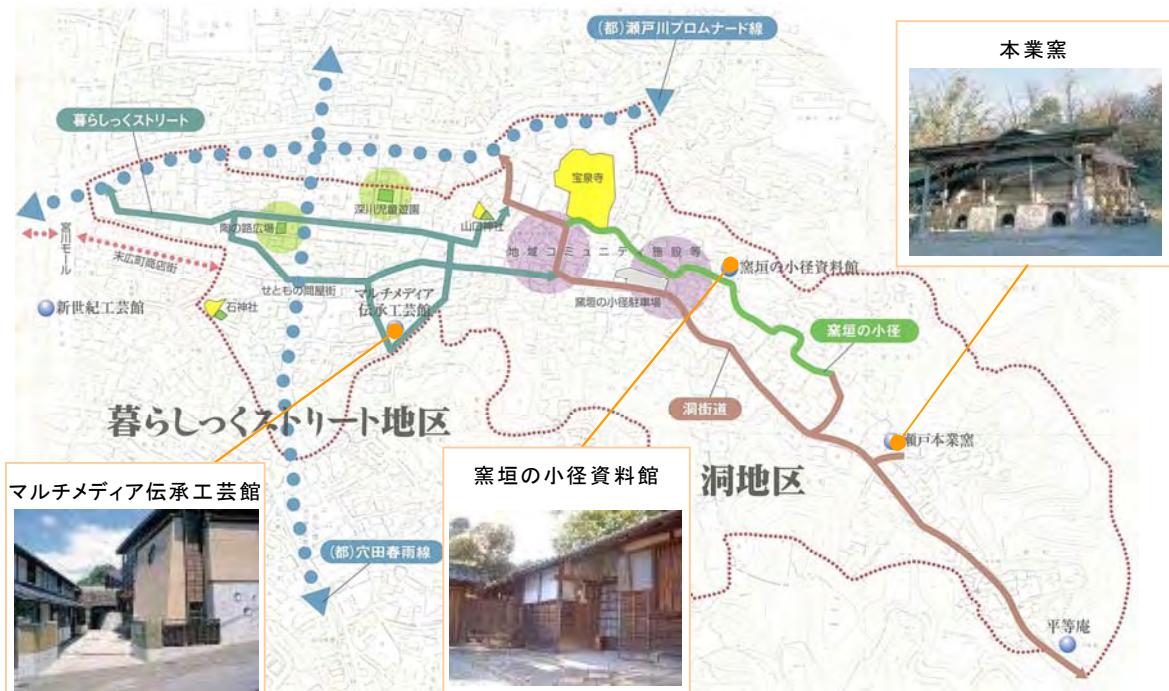 (都)瀬戸川プロムナード線
本業窯
暮らしっくストリート
宝泉寺
深川児童遊園
陶の路広場
山口神社
地域コミュニティ施設等
宮川モール
末広町商店街
窯垣の小径資料館
せともの問屋街
マルチメディア
伝承工芸館
新世紀工芸館
石神社
窯垣の小径駐車場
窯垣の小径
洞街道
暮らしっくストリート地区
瀬戸本業窯
マルチメディア伝承工芸館
窯垣の小径資料館
洞地区
(都)穴田春雨線
平等庵